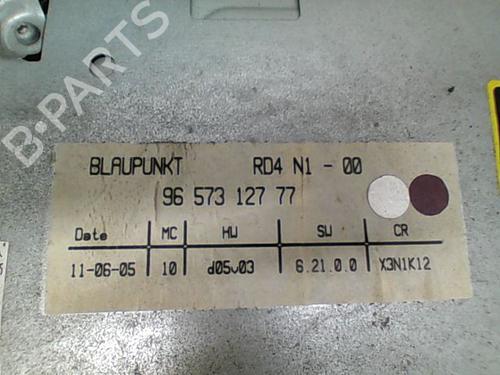 B-PARTS
BLAUPUNKT RD4 N1 - 00
96 573 127 77
Date MC HW SW CR
11-06-05 10 d05v03 6.21.0.0 X3N1K12